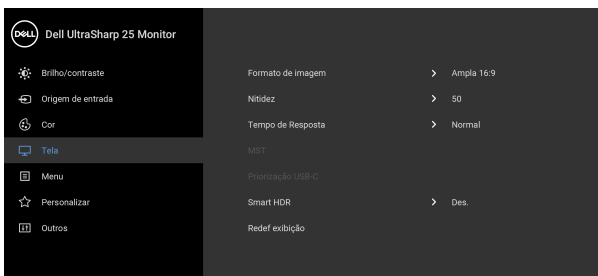 DELL Dell UltraSharp 25 Monitor
Brilho/contraste
Origem de entrada
Cor
Tela
Menu
Personalizar
Outros
Formato de imagem > Ampla 16:9
Nitidez > 50
Tempo de Resposta > Normal
MST
Priorização USB-C
Smart HDR > Des.
Redef exibição